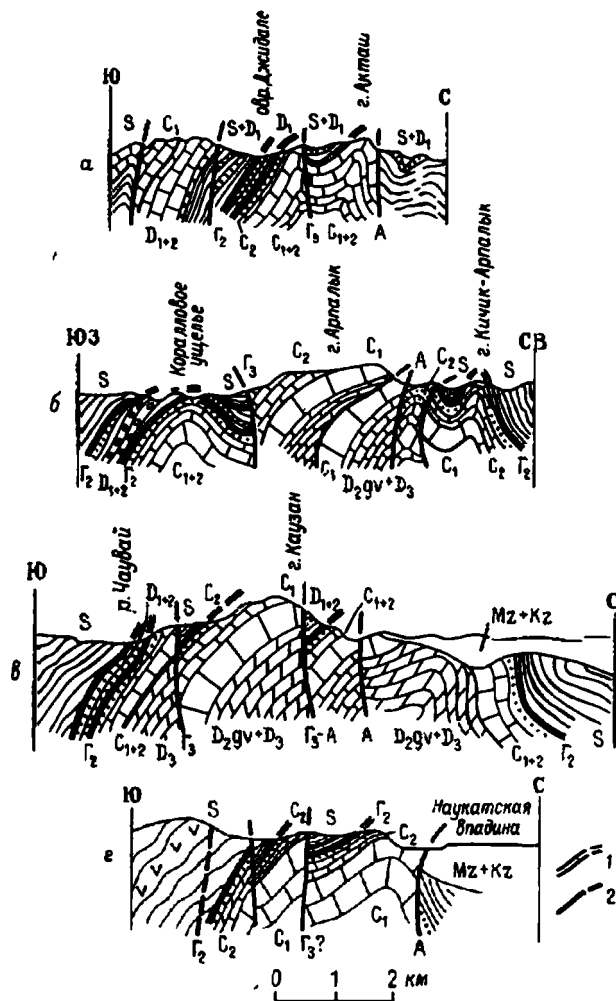 Ю
овр. Джидале
г. Акташ
С
S C₁ S+D₁ D₁ S+D₁ S+D₁
а
D₁₊₂ Г₂ C₂ C₁₊₂ Г₃ C₁₊₂ А
ЮЗ
Коралловое ущелье
г. Арпалык
г. Кичик-Арпалык
СВ
S S Г₃ C₂ C₁ А C₂ S S
б
Г₂ D₁₊₂ Г₂ C₁₊₂ D₂gv+D₃ C₁ C₂ Г₂
Ю
р. Чаувай
г. Каузан
С
S D₁₊₂ S C₂ C₁ D₁₊₂ C₁₊₂ Mz+Kz
в
Г₂ C₁₊₂ D₃ Г₃ D₂gv+D₃ Г₃-А А D₂gv+D₃ C₁₊₂ Г₂ S
Ю
С
S C₂ S Г₂ C₂
Наукатская впадина
г
Mz+Kz
1
2
Г₂ C₂ C₁ Г₃? C₁ А
0 1 2 км